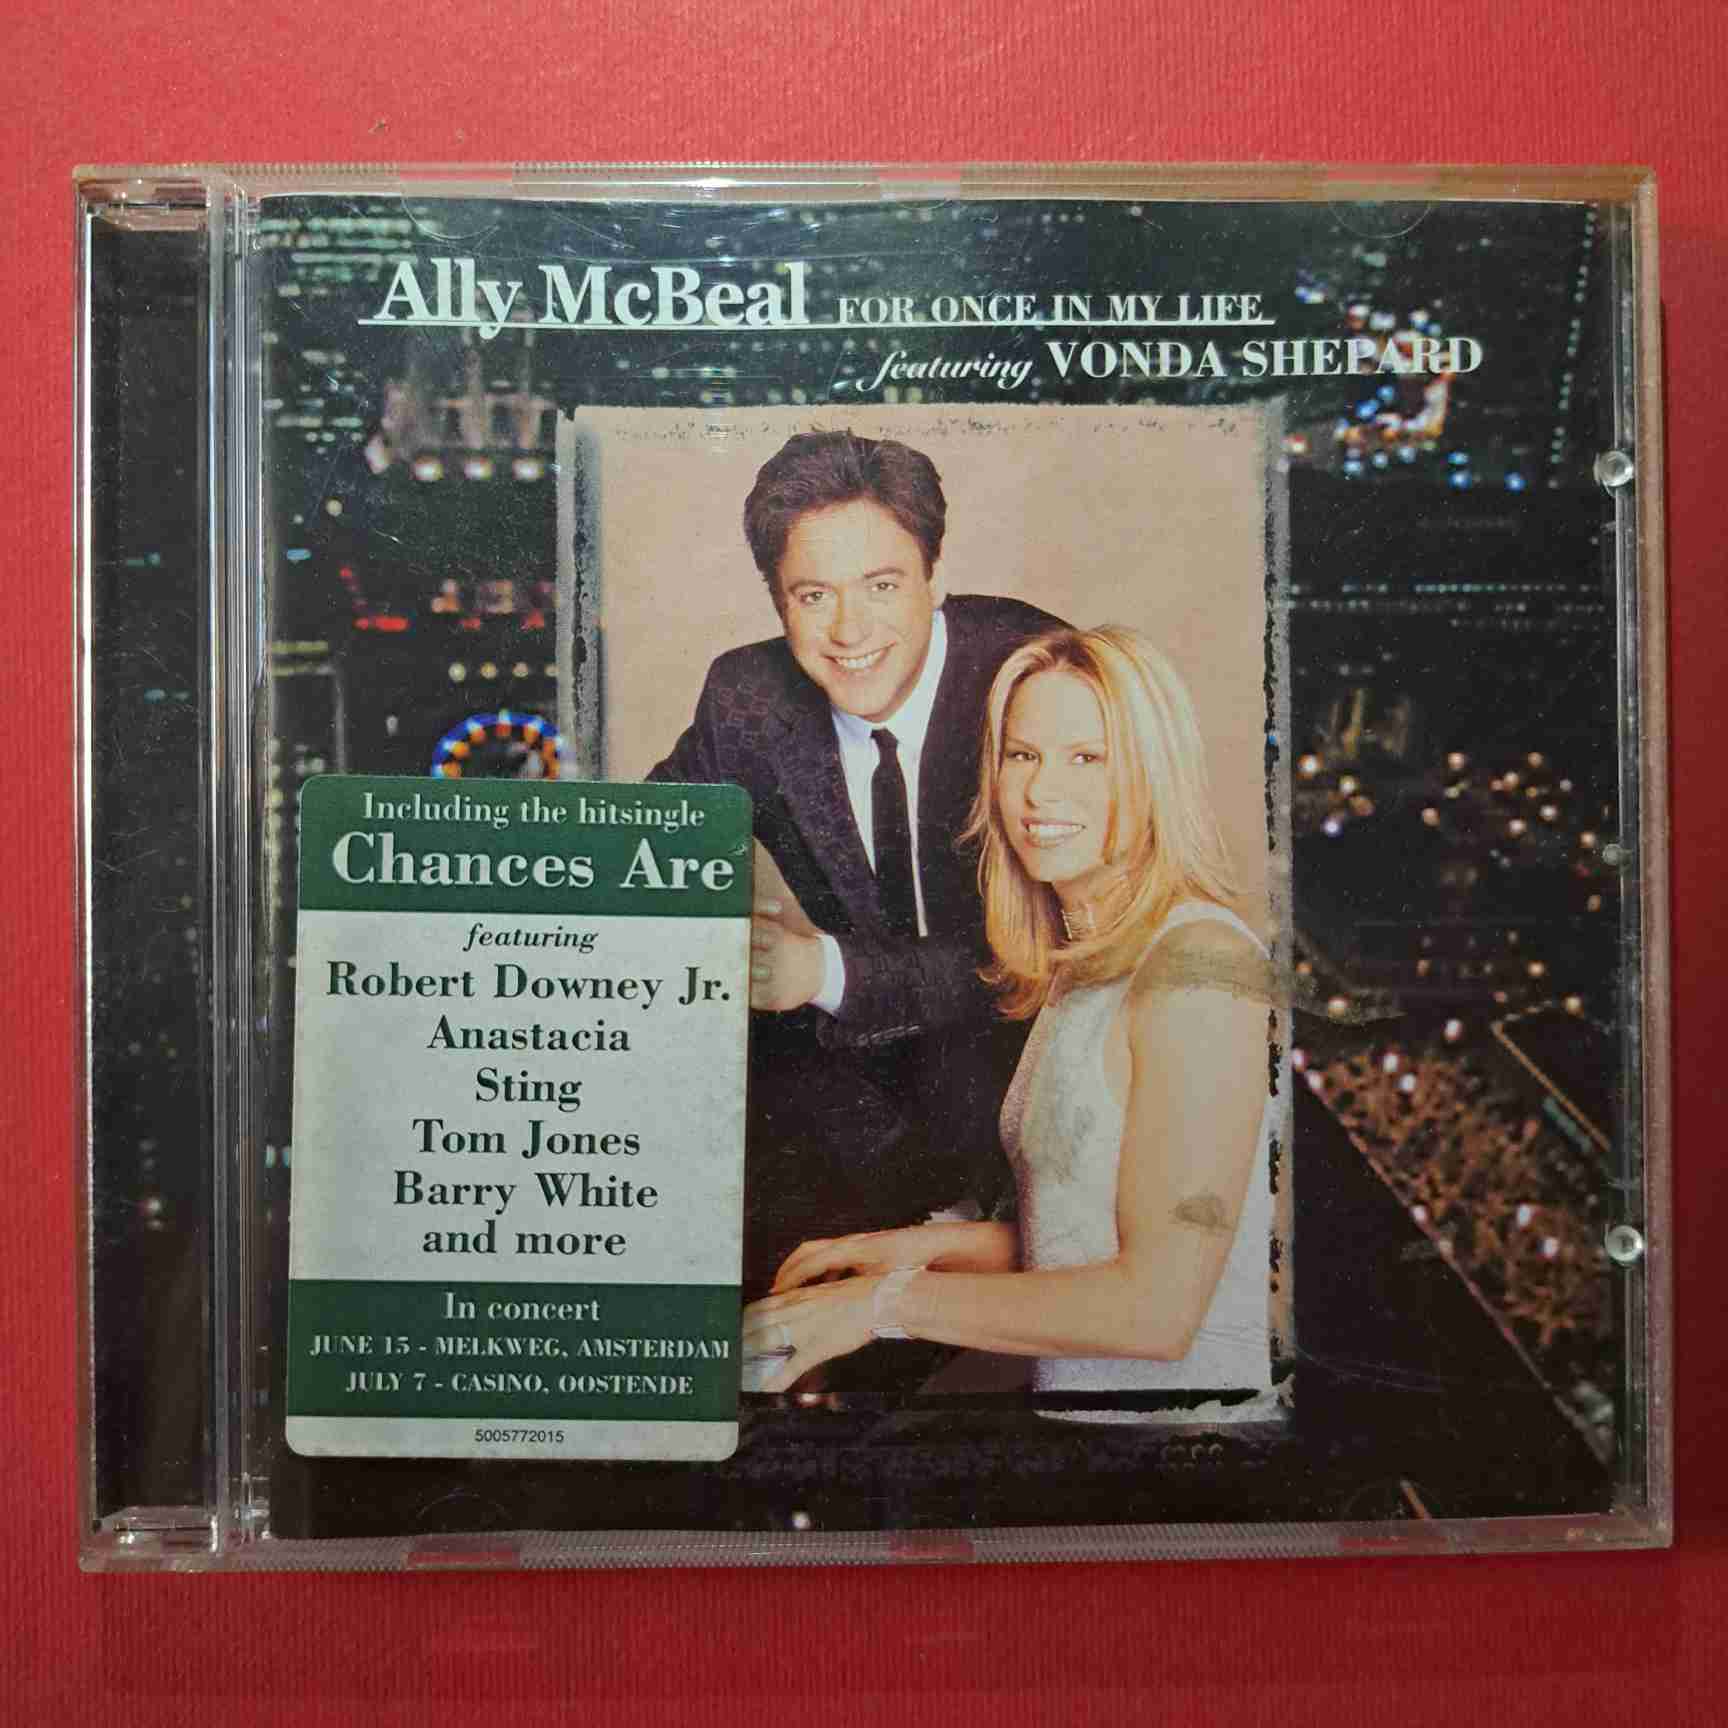 Ally McBeal FOR ONCE IN MY LIFE
featuring VONDA SHEPARD
Including the hitsingle
Chances Are
featuring
Robert Downey Jr.
Anastacia
Sting
Tom Jones
Barry White
and more
In concert
JUNE 15 - MELKWEG, AMSTERDAM
JULY 7 - CASINO, OOSTENDE
5005772015